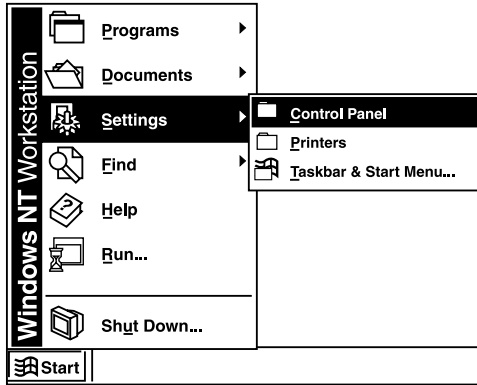 Windows NT Workstation
Programs
Documents
Settings
Find
Help
Run...
Shut Down...
Control Panel
Printers
Taskbar & Start Menu...
Start